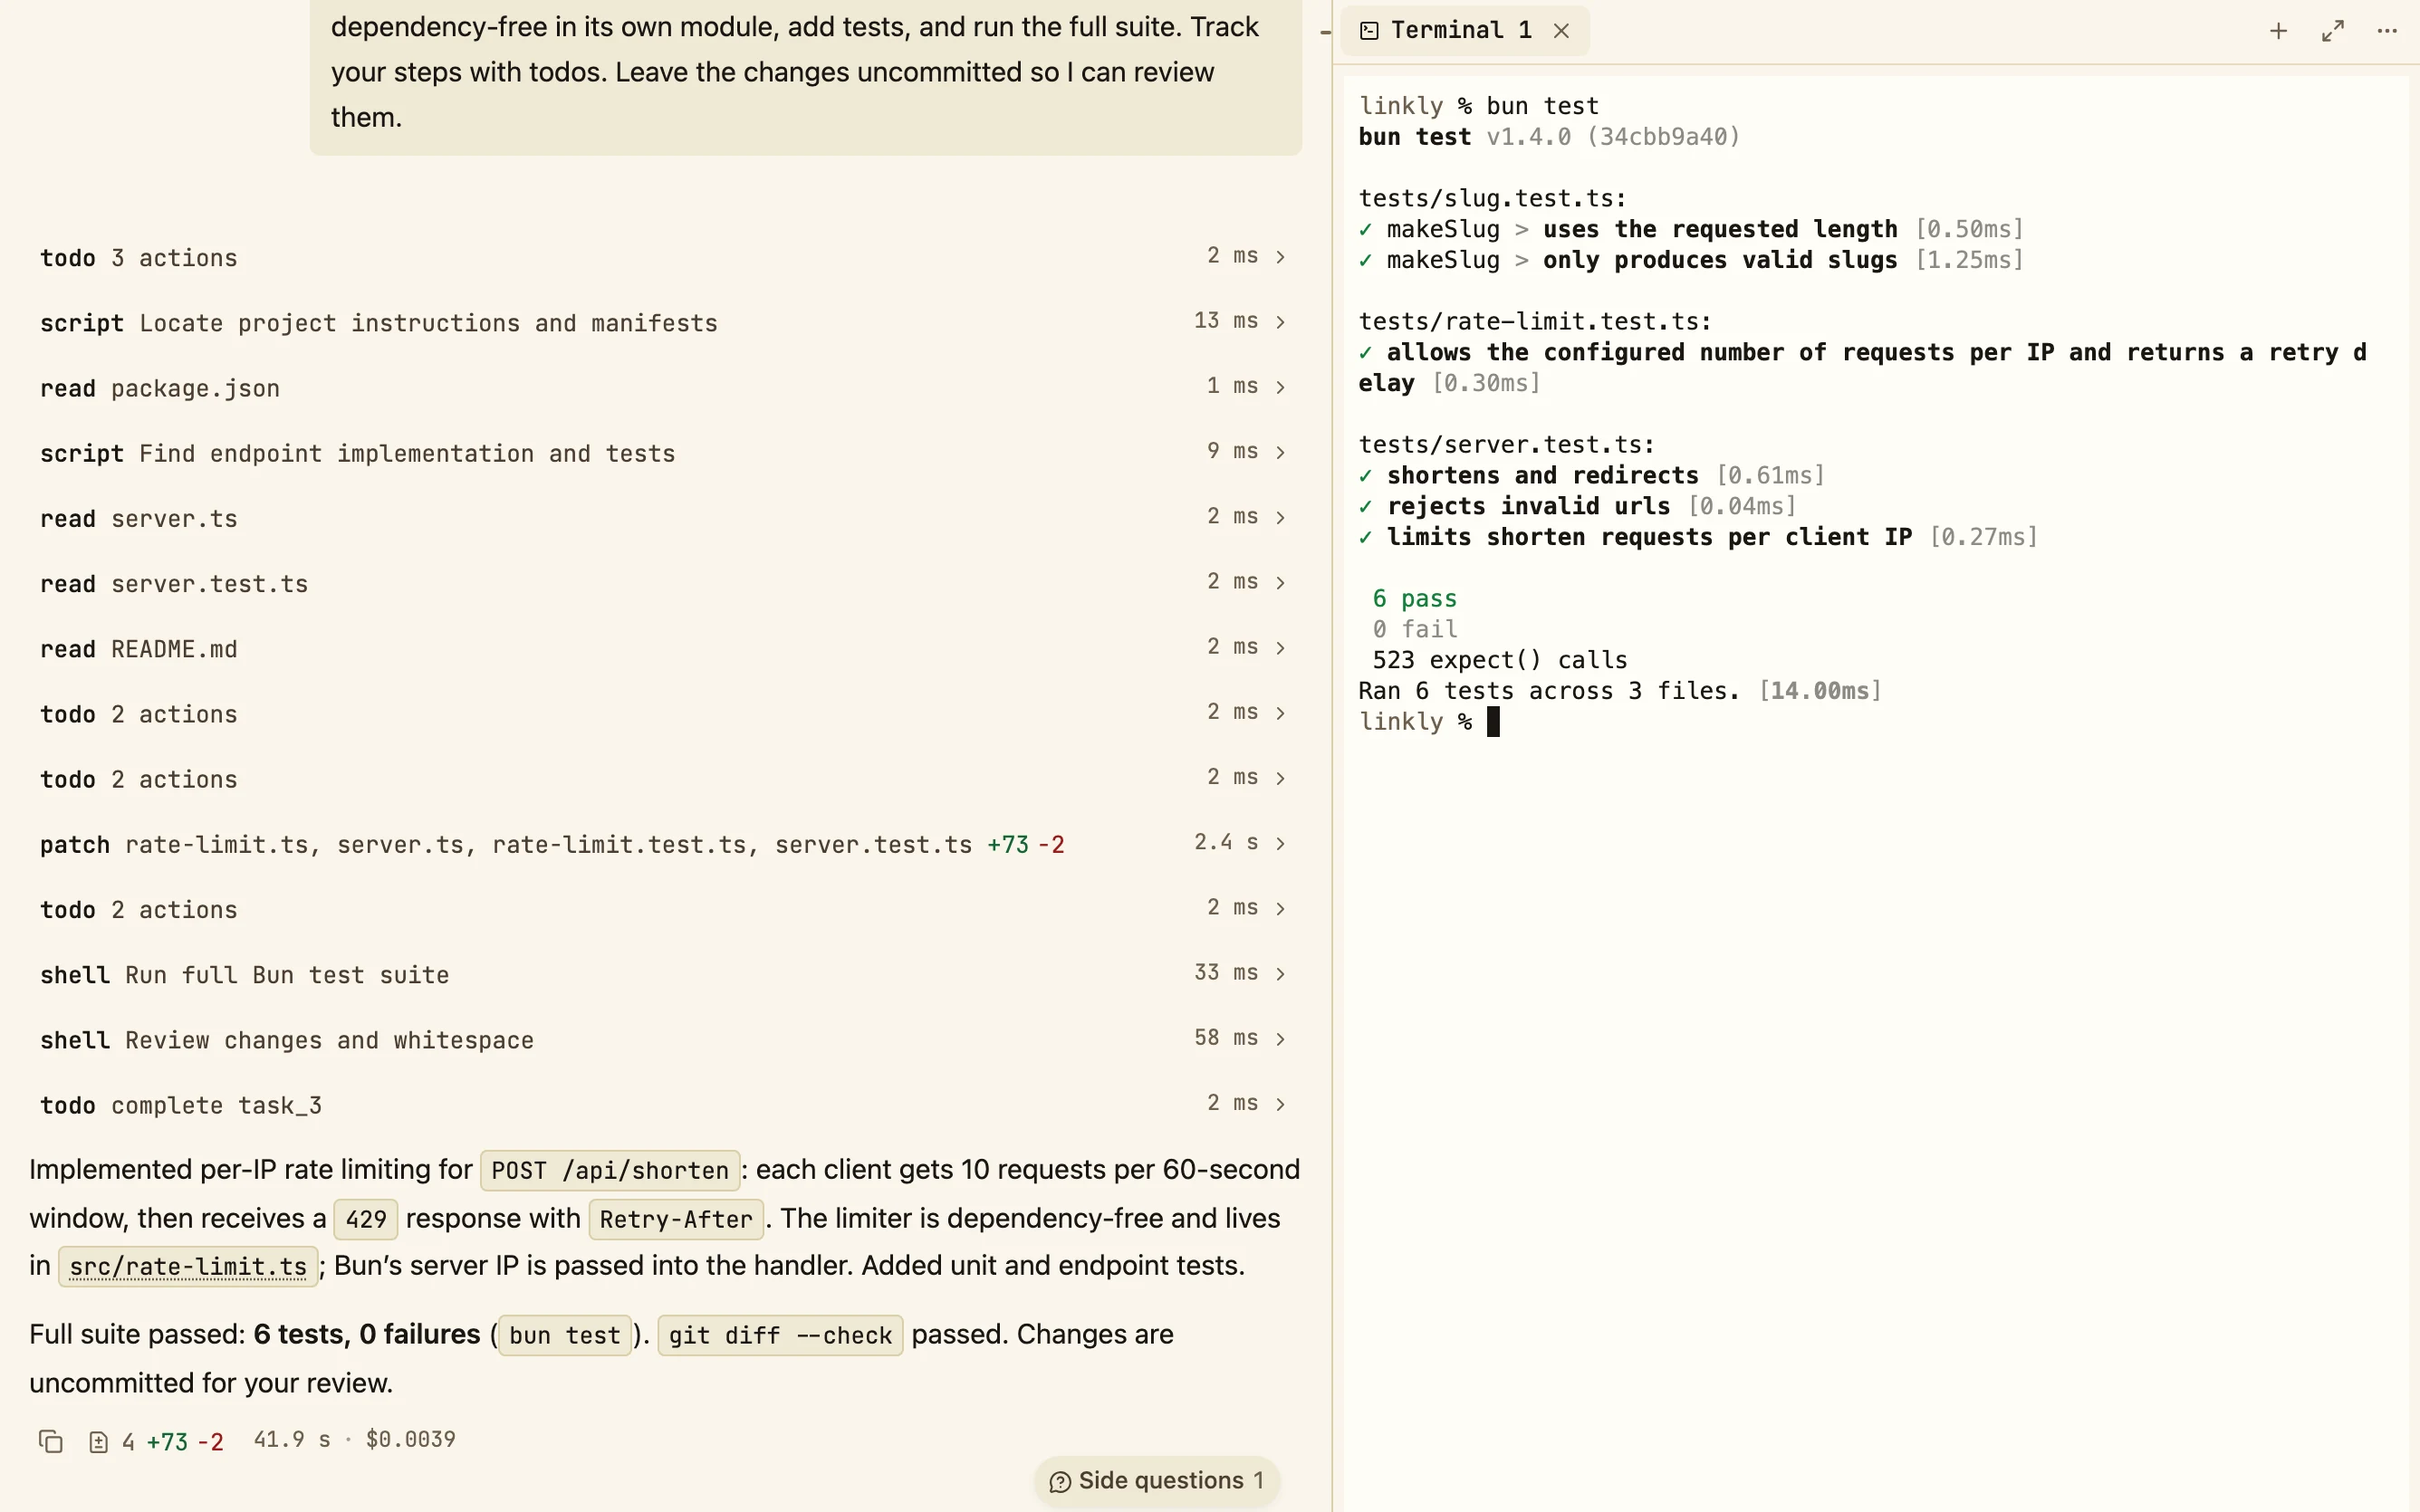 dependency-free in its own module, add tests, and run the full suite. Track
your steps with todos. Leave the changes uncommitted so I can review
them.
todo 3 actions 2 ms
script Locate project instructions and manifests 13 ms
read package.json 1 ms
script Find endpoint implementation and tests 9 ms
read server.ts 2 ms
read server.test.ts 2 ms
read README.md 2 ms
todo 2 actions 2 ms
todo 2 actions 2 ms
patch rate-limit.ts, server.ts, rate-limit.test.ts, server.test.ts +73 -2 2.4 s
todo 2 actions 2 ms
shell Run full Bun test suite 33 ms
shell Review changes and whitespace 58 ms
todo complete task_3 2 ms
Implemented per-IP rate limiting for POST /api/shorten: each client gets 10 requests per 60-second
window, then receives a 429 response with Retry-After. The limiter is dependency-free and lives
in src/rate-limit.ts; Bun’s server IP is passed into the handler. Added unit and endpoint tests.
Full suite passed: 6 tests, 0 failures (bun test). git diff --check passed. Changes are
uncommitted for your review.
4 +73 -2 41.9 s · $0.0039
Side questions 1
Terminal 1
linkly % bun test
bun test v1.4.0 (34cbb9a40)
tests/slug.test.ts:
✓ makeSlug > uses the requested length [0.50ms]
✓ makeSlug > only produces valid slugs [1.25ms]
tests/rate-limit.test.ts:
✓ allows the configured number of requests per IP and returns a retry d
elay [0.30ms]
tests/server.test.ts:
✓ shortens and redirects [0.61ms]
✓ rejects invalid urls [0.04ms]
✓ limits shorten requests per client IP [0.27ms]
6 pass
0 fail
523 expect() calls
Ran 6 tests across 3 files. [14.00ms]
linkly %